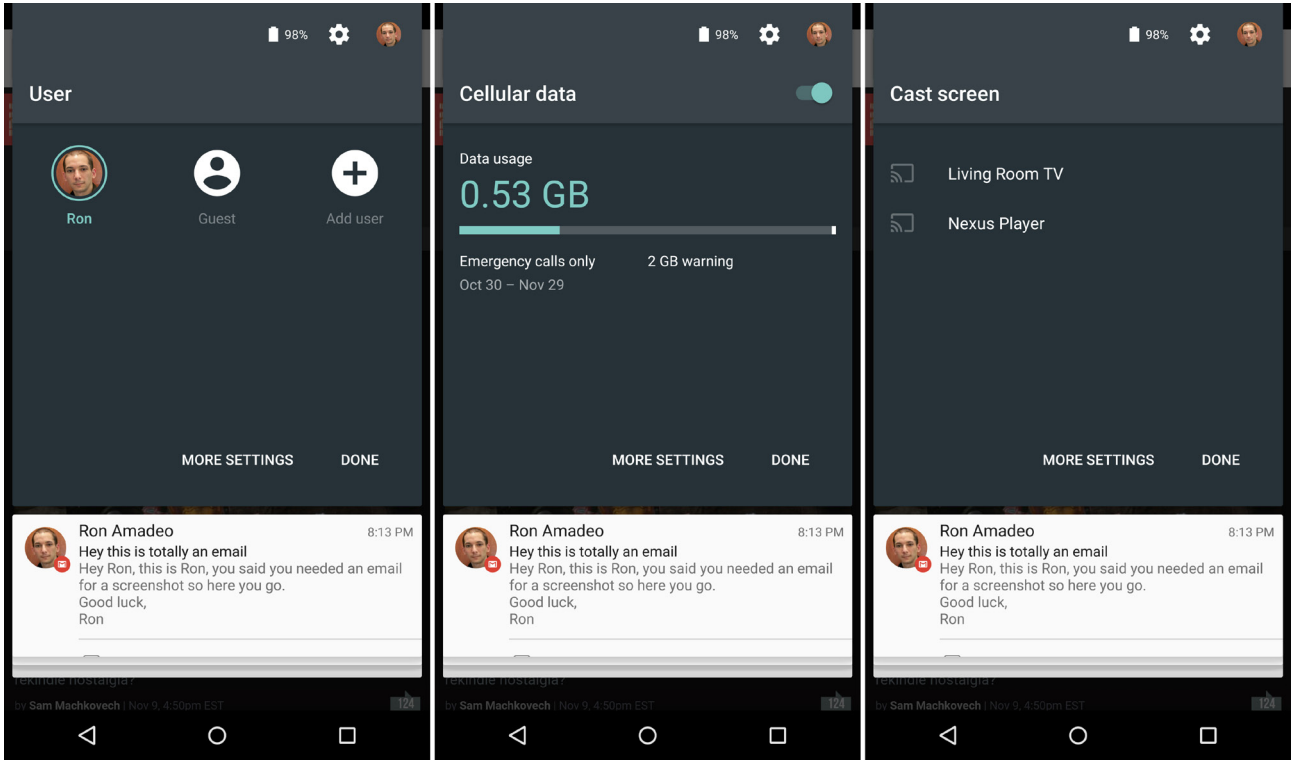 98%
User
Ron
Guest
Add user
MORE SETTINGS
DONE
Ron Amadeo
8:13 PM
Hey this is totally an email
Hey Ron, this is Ron, you said you needed an email
for a screenshot so here you go.
Good luck,
Ron
rekindle nostalgia?
by Sam Machkovech | Nov 9, 4:50pm EST
124
98%
Cellular data
Data usage
0.53 GB
Emergency calls only
2 GB warning
Oct 30 – Nov 29
MORE SETTINGS
DONE
Ron Amadeo
8:13 PM
Hey this is totally an email
Hey Ron, this is Ron, you said you needed an email
for a screenshot so here you go.
Good luck,
Ron
rekindle nostalgia?
by Sam Machkovech | Nov 9, 4:50pm EST
124
98%
Cast screen
Living Room TV
Nexus Player
MORE SETTINGS
DONE
Ron Amadeo
8:13 PM
Hey this is totally an email
Hey Ron, this is Ron, you said you needed an email
for a screenshot so here you go.
Good luck,
Ron
rekindle nostalgia?
by Sam Machkovech | Nov 9, 4:50pm EST
124